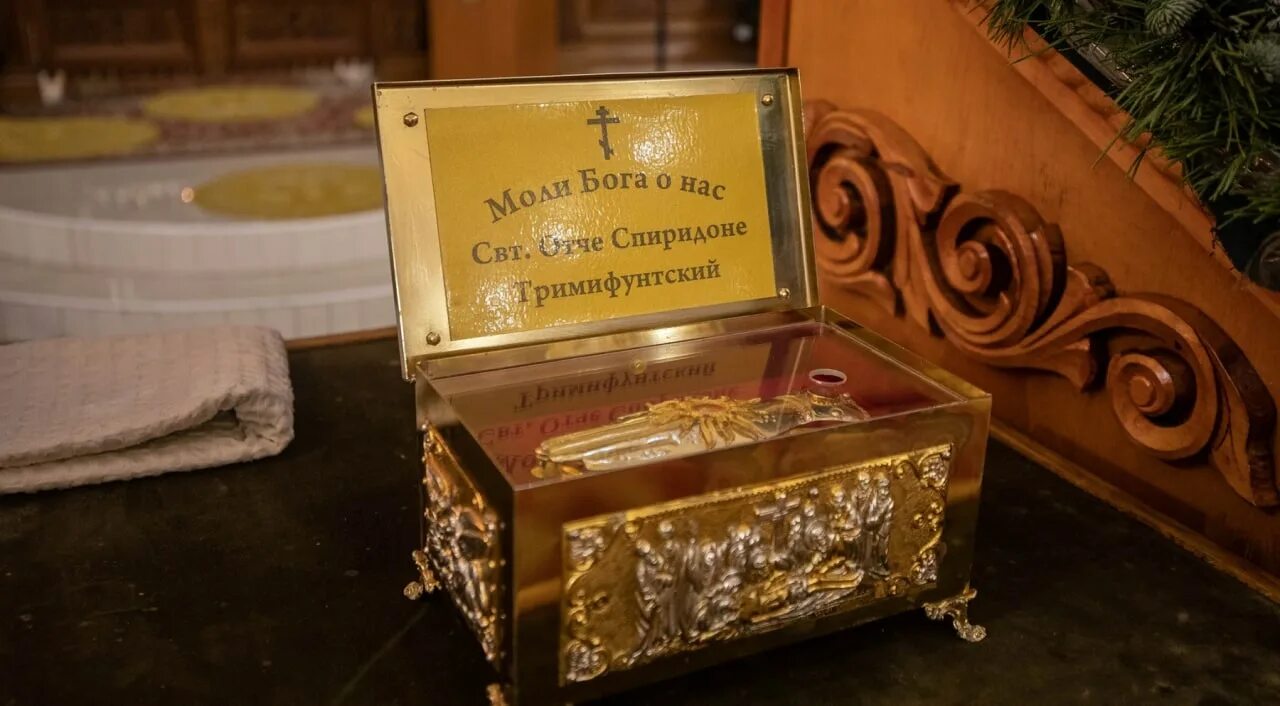 Моли Бога о нас
Свт. Отче Спиридоне
Тримифунтский